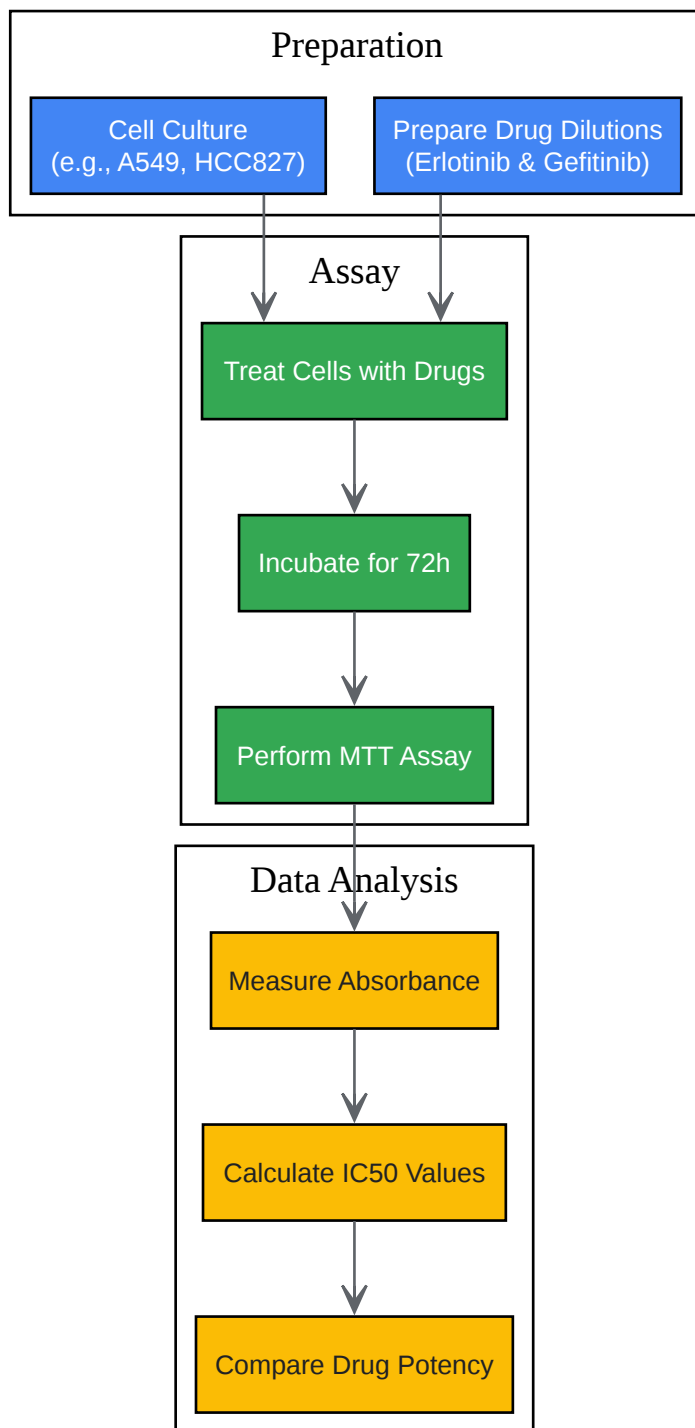 Preparation
Cell Culture
(e.g., A549, HCC827)
Prepare Drug Dilutions
(Erlotinib & Gefitinib)
Assay
Treat Cells with Drugs
Incubate for 72h
Perform MTT Assay
Data Analysis
Measure Absorbance
Calculate IC50 Values
Compare Drug Potency